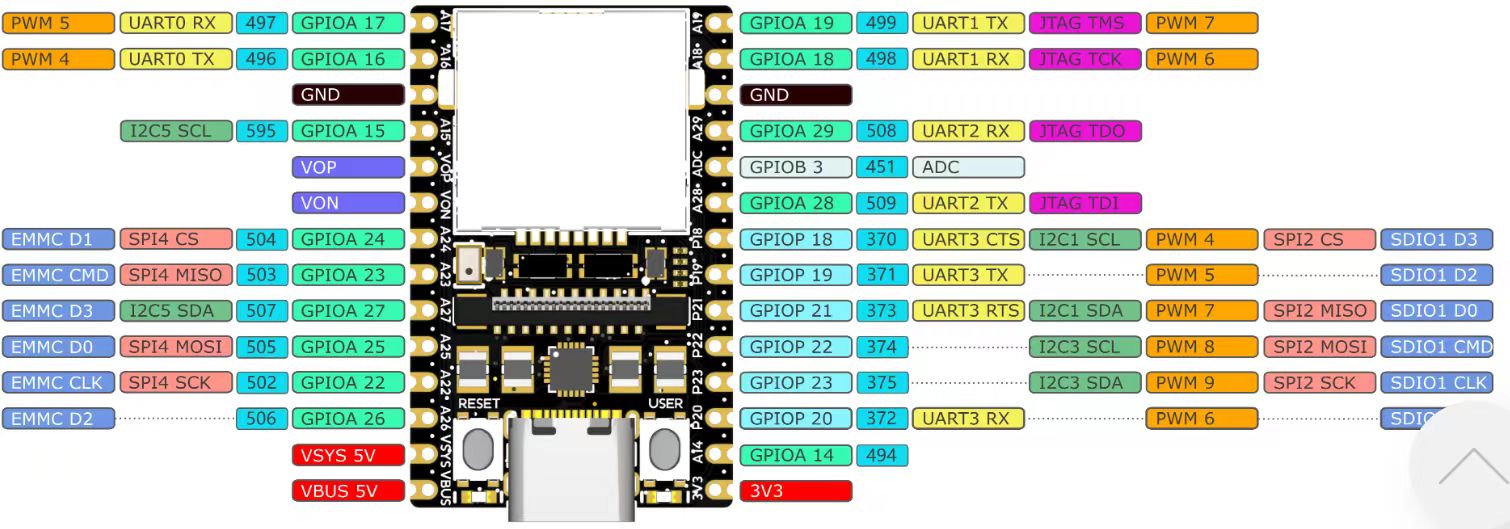 PWM 5 UART0 RX 497 GPIOA 17 A17 A19 GPIOA 19 499 UART1 TX JTAG TMS PWM 7
PWM 4 UART0 TX 496 GPIOA 16 A16 A18 GPIOA 18 498 UART1 RX JTAG TCK PWM 6
GND GND
I2C5 SCL 595 GPIOA 15 A15 A29 GPIOA 29 508 UART2 RX JTAG TDO
VOP VOP ADC GPIOB 3 451 ADC
VON VON A28 GPIOA 28 509 UART2 TX JTAG TDI
EMMC D1 SPI4 CS 504 GPIOA 24 A24 P18 GPIOP 18 370 UART3 CTS I2C1 SCL PWM 4 SPI2 CS SDIO1 D3
EMMC CMD SPI4 MISO 503 GPIOA 23 A23 P19 GPIOP 19 371 UART3 TX PWM 5 SDIO1 D2
EMMC D3 I2C5 SDA 507 GPIOA 27 A27 P21 GPIOP 21 373 UART3 RTS I2C1 SDA PWM 7 SPI2 MISO SDIO1 D0
EMMC D0 SPI4 MOSI 505 GPIOA 25 A25 P22 GPIOP 22 374 I2C3 SCL PWM 8 SPI2 MOSI SDIO1 CMD
EMMC CLK SPI4 SCK 502 GPIOA 22 A22 P23 GPIOP 23 375 I2C3 SDA PWM 9 SPI2 SCK SDIO1 CLK
RESET USER
EMMC D2 506 GPIOA 26 A26 P20 GPIOP 20 372 UART3 RX PWM 6
VSYS 5V VSYS A14 GPIOA 14 494
VBUS 5V VBUS 3V3 3V3